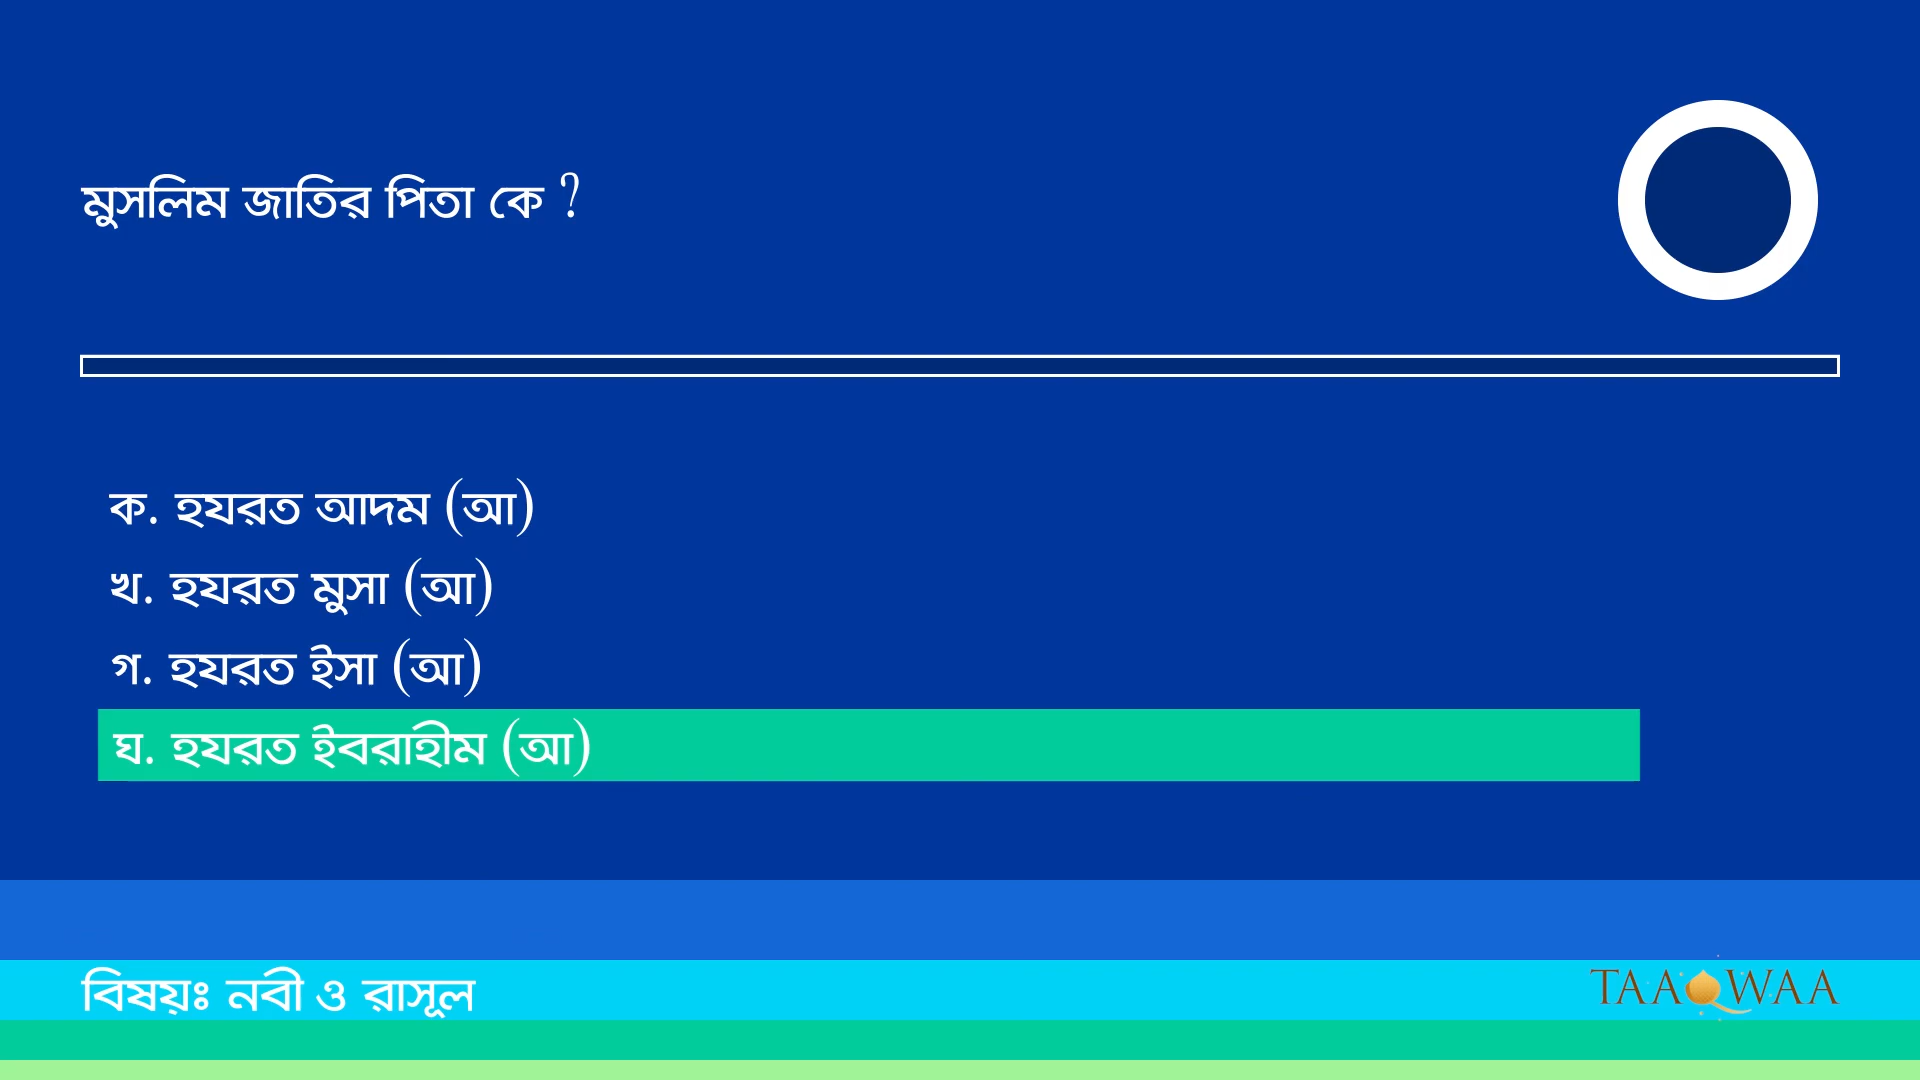 মুসলিম জাতির পিতা কে ?
ক. হযরত আদম (আ)
খ. হযরত মুসা (আ)
গ. হযরত ইসা (আ)
ঘ. হযরত ইবরাহীম (আ)
বিষয়ঃ নবী ও রাসূল
TAAQWAA